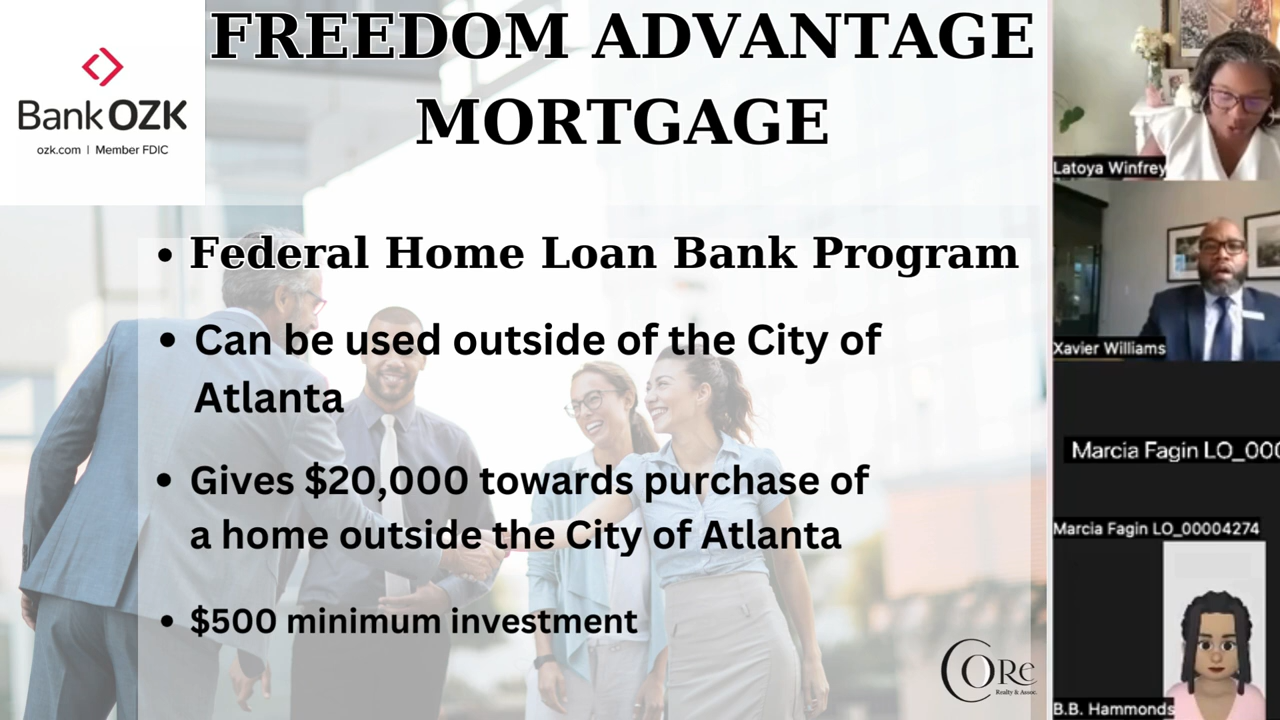 FREEDOM ADVANTAGE
MORTGAGE
Bank OZK
ozk.com | Member FDIC
• Federal Home Loan Bank Program
• Can be used outside of the City of
Atlanta
• Gives $20,000 towards purchase of
a home outside the City of Atlanta
• $500 minimum investment
CORe
Realty & Assoc.
Latoya Winfrey
Xavier Williams
Marcia Fagin LO_000
Marcia Fagin LO_00004274
B.B. Hammonds